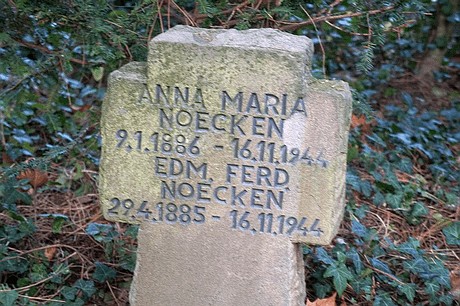 ANNA MARIA
NOECKEN
9.1.1886 - 16.11.1944
EDM. FERD.
NOECKEN
29.4.1885 - 16.11.1944